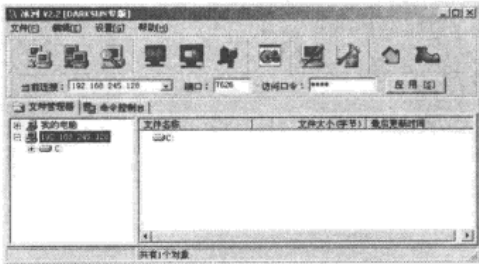 冰河 V2.2 [DARKSUN专版]
文件[F] 编辑[E] 设置[G] 帮助[H]
当前连接: 192.168.245.128 端口: 7626 访问口令: **** 应用[S]
文件管理器 命令控制台
我的电脑 文件名称 文件大小(字节) 最后更新时间
192.168.245.128 C:
C:
共有1个对象